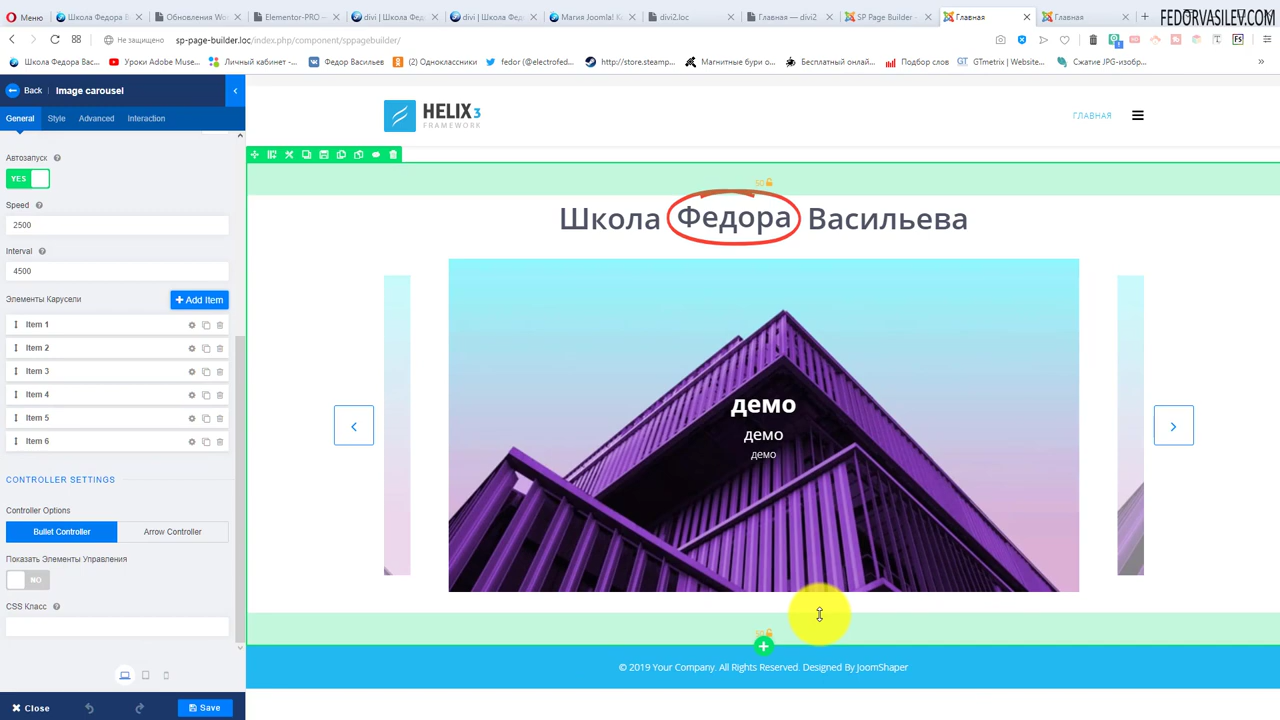 Меню
Школа Федора В
Обновления Wor
Elementor-PRO –
divi | Школа Фед
divi | Школа Фед
Магия Joomla! Ка
divi2.loc
Главная — divi2
SP Page Builder -
Главная
Главная
FEDORVASILEV.COM
Не защищено
sp-page-builder.loc/index.php/component/sppagebuilder/
Школа Федора Вас...
Уроки Adobe Muse...
Личный кабинет -...
Федор Васильев
(2) Одноклассники
fedor (@electrofed...
http://store.steamp...
Магнитные бури о...
Бесплатный онлай...
Подбор слов
GTmetrix | Website...
Сжатие JPG-изобр...
Back
Image carousel
General
Style
Advanced
Interaction
HELIX3
FRAMEWORK
ГЛАВНАЯ
Автозапуск
YES
Speed
2500
Interval
4500
Элементы Карусели
Add Item
Item 1
Item 2
Item 3
Item 4
Item 5
Item 6
CONTROLLER SETTINGS
Controller Options
Bullet Controller
Arrow Controller
Показать Элементы Управления
NO
CSS Класс
50
Школа Федора Васильева
демо
демо
демо
50
© 2019 Your Company. All Rights Reserved. Designed By JoomShaper
Close
Save